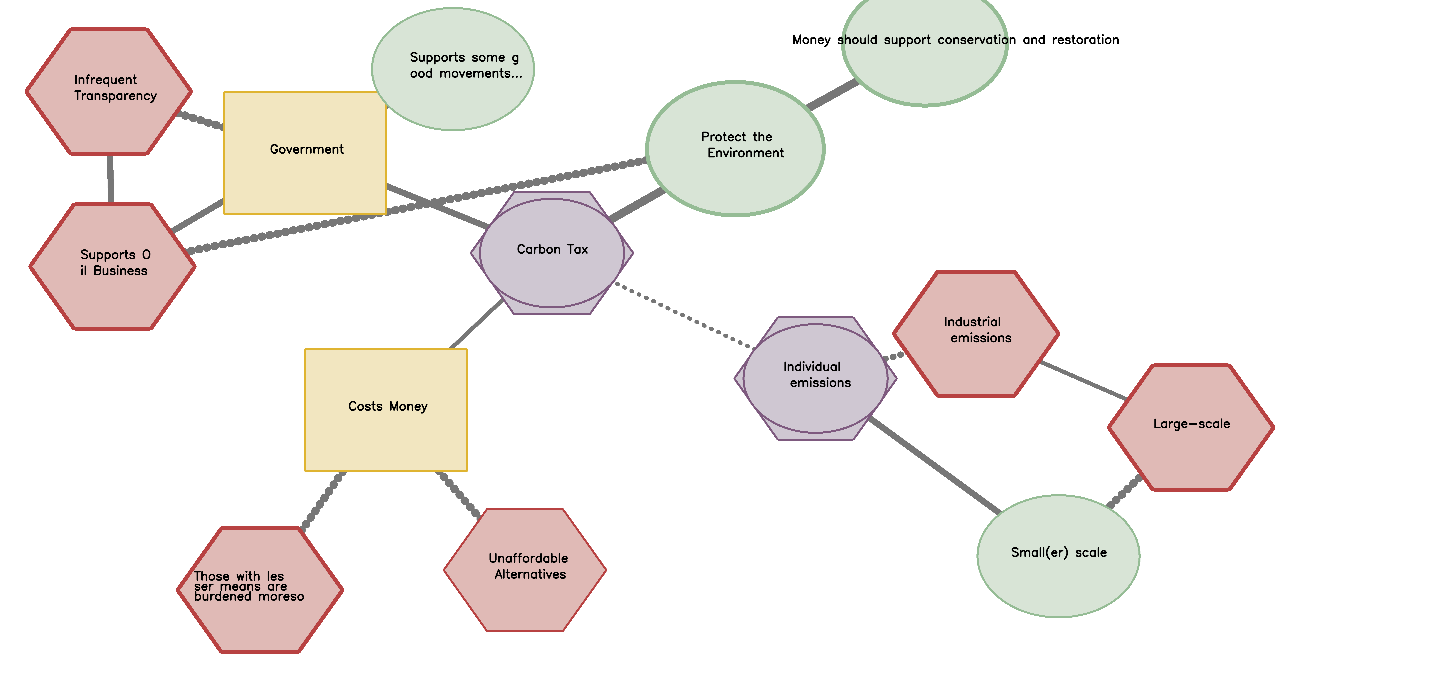 Money should support conservation and restoration
Supports some g
ood movements...
Infrequent
Transparency
Government
Protect the
Environment
Supports O
il Business
Carbon Tax
Industrial
emissions
Individual
emissions
Costs Money
Large-scale
Small(er) scale
Those with les
ser means are
burdened moreso
Unaffordable
Alternatives